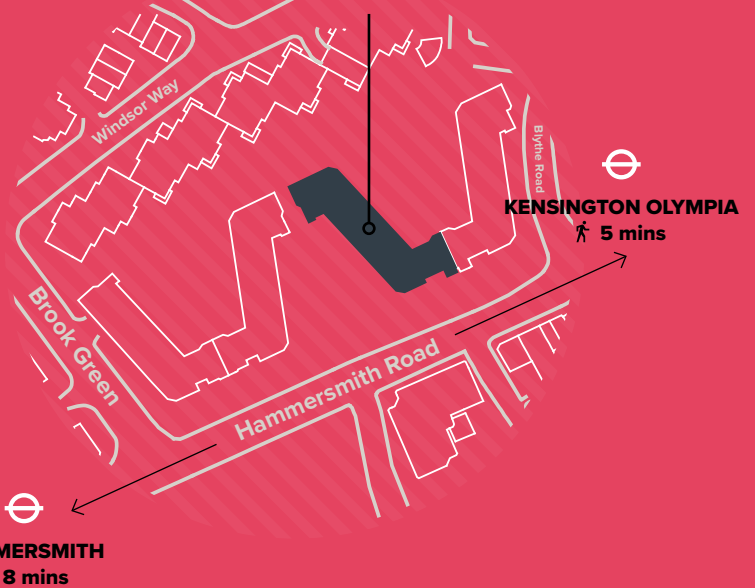 Windsor Way
Blythe Road
KENSINGTON OLYMPIA
5 mins
Brook Green
Hammersmith Road
MERSMITH
8 mins